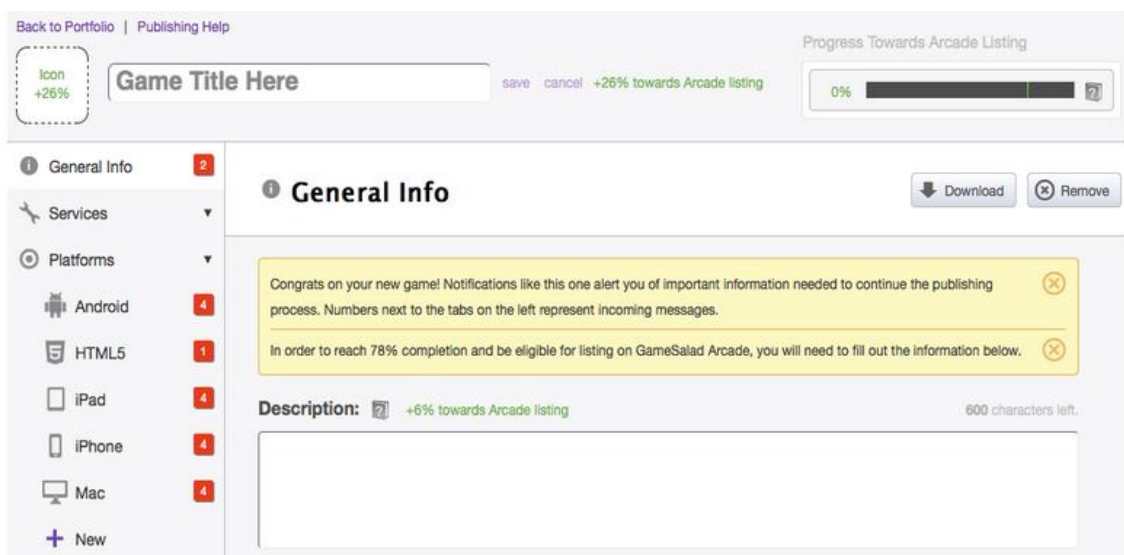 Back to Portfolio | Publishing Help
Progress Towards Arcade Listing
Icon
+26%
Game Title Here
save cancel +26% towards Arcade listing
0%
General Info 2
Services
Platforms
Android 4
HTML5 1
iPad 4
iPhone 4
Mac 4
New
General Info
Download
Remove
Congrats on your new game! Notifications like this one alert you of important information needed to continue the publishing
process. Numbers next to the tabs on the left represent incoming messages.
In order to reach 78% completion and be eligible for listing on GameSalad Arcade, you will need to fill out the information below.
Description: +6% towards Arcade listing
600 characters left.